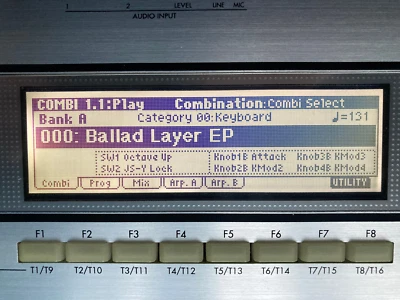 1 2 LEVEL LINE MIC
AUDIO INPUT
COMBI 1.1:Play Combination:Combi Select
Bank A Category 00:Keyboard ♩=131
000: Ballad Layer EP
SW1 Octave Up Knob1B Attack Knob3B KMod3
SW2 JS-Y Lock Knob2B KMod2 Knob4B KMod1
Combi Prog Mix Arp. A Arp. B UTILITY
F1 F2 F3 F4 F5 F6 F7 F8
T1/T9 T2/T10 T3/T11 T4/T12 T5/T13 T6/T14 T7/T15 T8/T16